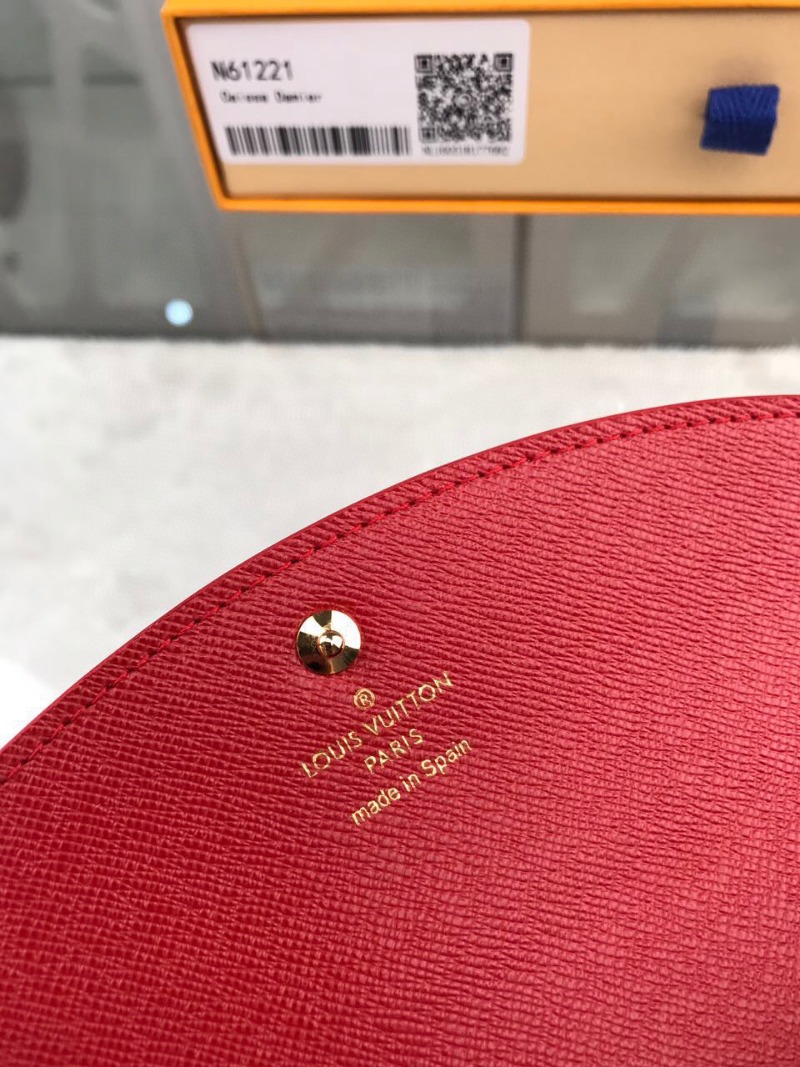 N61221
®
LOUIS VUITTON
PARIS
made in Spain